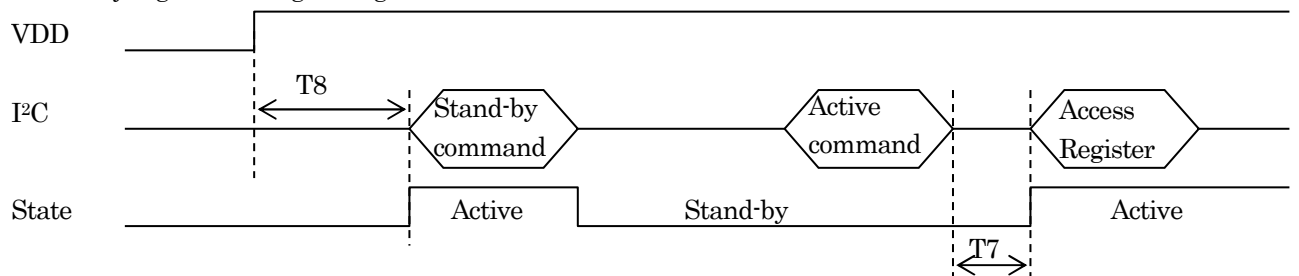 VDD
T8
I²C
Stand-by
command
Active
command
Access
Register
State
Active
Stand-by
Active
T7